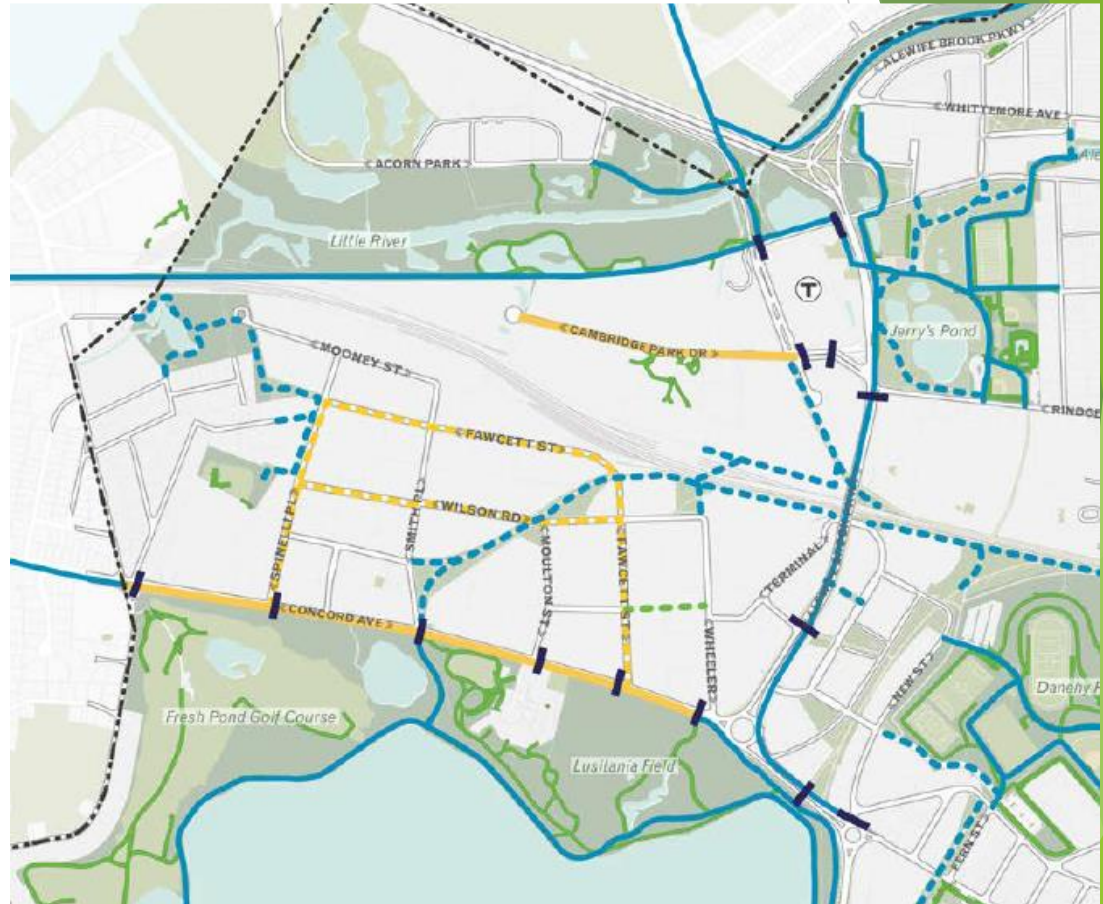 ALEWIFE BROOK PKWY >
< WHITTEMORE AVE >
< ACORN PARK >
Ale
Little River
T
Jerry's Pond
< CAMBRIDGE PARK DR >
< MOONEY ST >
< RINDGE
< FAWCETT ST >
< WILSON RD >
SMITH PL >
< SPINELLI PL >
< MOULTON ST >
< FAWCETT ST >
< TERMINAL >
< CONCORD AVE >
< WHEELER >
< NEW ST >
Danehy P
Fresh Pond Golf Course
Lusitania Field
FERN ST >